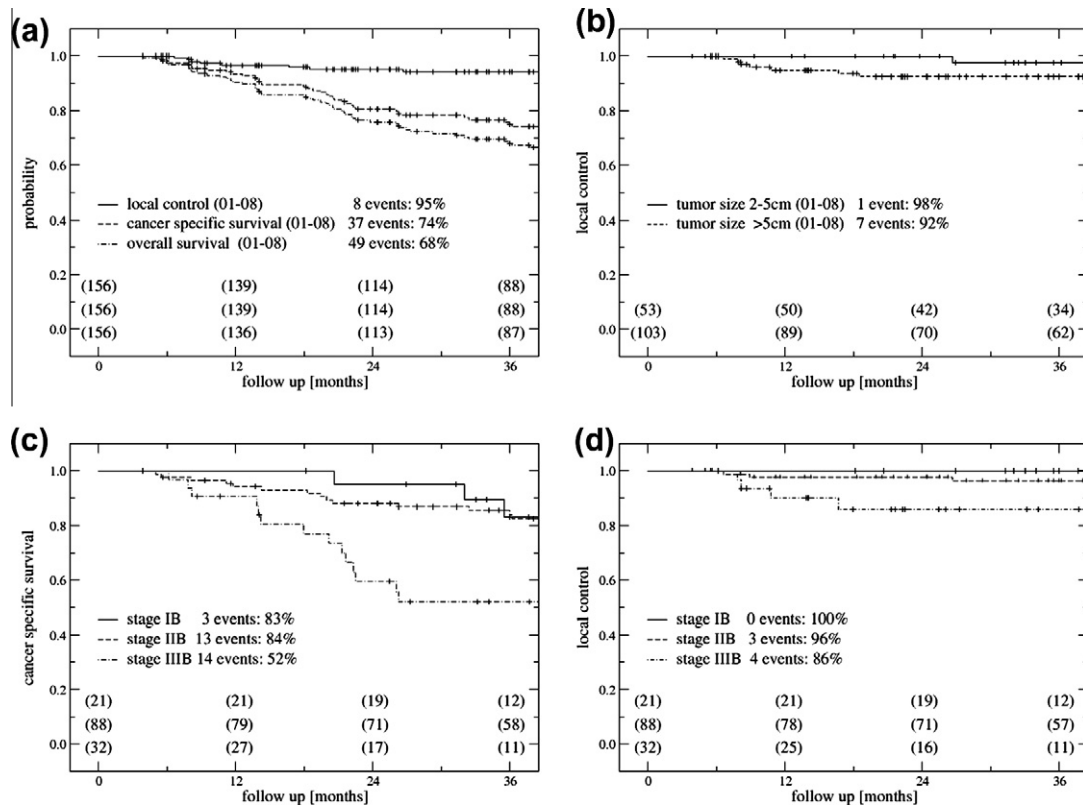 (a)
1.0
0.8
0.6
0.4
0.2
0.0
probability
local control (01-08) 8 events: 95%
cancer specific survival (01-08) 37 events: 74%
overall survival (01-08) 49 events: 68%
(156) (139) (114) (88)
(156) (139) (114) (88)
(156) (136) (113) (87)
0 12 24 36
follow up [months]
(b)
1.0
0.8
0.6
0.4
0.2
0.0
local control
tumor size 2-5cm (01-08) 1 event: 98%
tumor size >5cm (01-08) 7 events: 92%
(53) (50) (42) (34)
(103) (89) (70) (62)
0 12 24 36
follow up [months]
(c)
1.0
0.8
0.6
0.4
0.2
0.0
cancer specific survival
stage IB 3 events: 83%
stage IIB 13 events: 84%
stage IIIB 14 events: 52%
(21) (21) (19) (12)
(88) (79) (71) (58)
(32) (27) (17) (11)
0 12 24 36
follow up [months]
(d)
1.0
0.8
0.6
0.4
0.2
0.0
local control
stage IB 0 events: 100%
stage IIB 3 events: 96%
stage IIIB 4 events: 86%
(21) (21) (19) (12)
(88) (78) (71) (57)
(32) (25) (16) (11)
0 12 24 36
follow up [months]